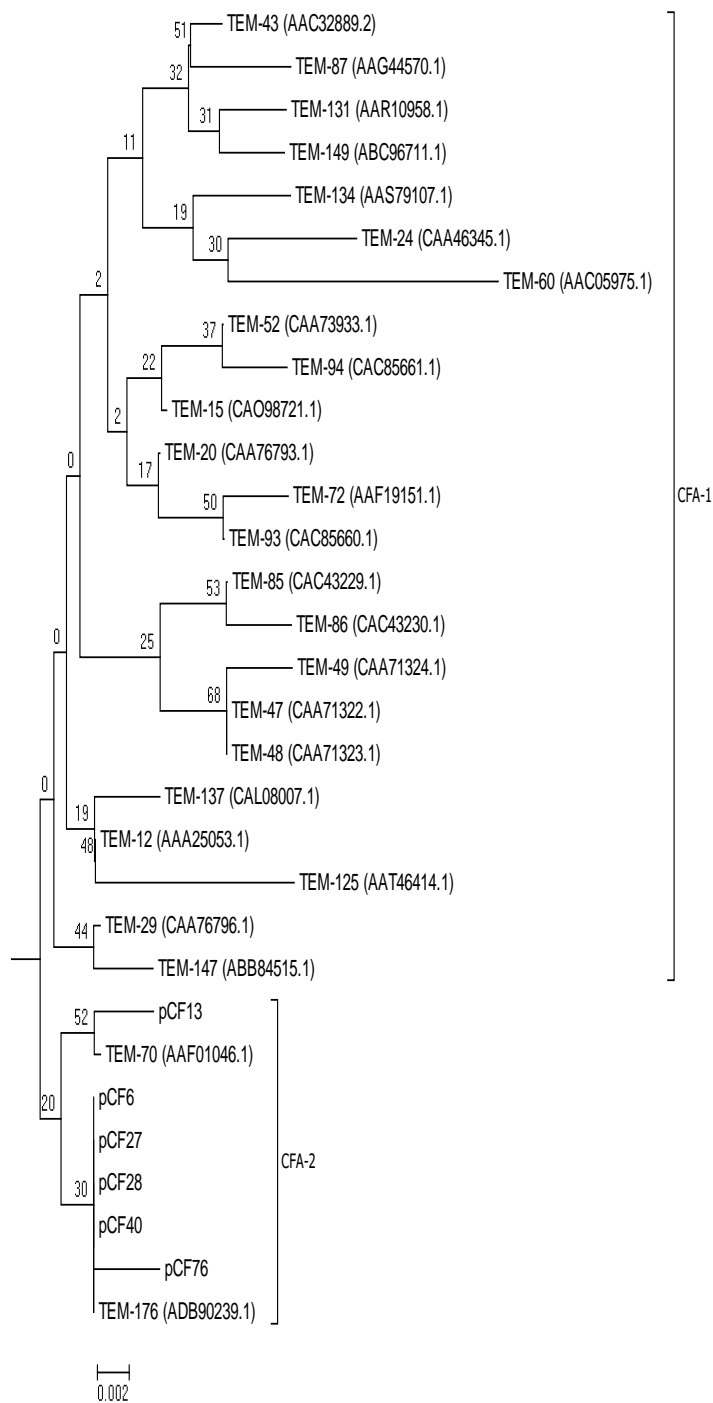 51
TEM-43 (AAC32889.2)
TEM-87 (AAG44570.1)
32
TEM-131 (AAR10958.1)
31
11
TEM-149 (ABC96711.1)
TEM-134 (AAS79107.1)
19
TEM-24 (CAA46345.1)
30
2
TEM-60 (AAC05975.1)
TEM-52 (CAA73933.1)
37
22
TEM-94 (CAC85661.1)
2
TEM-15 (CAO98721.1)
0
TEM-20 (CAA76793.1)
17
TEM-72 (AAF19151.1)
CFA-1
50
TEM-93 (CAC85660.1)
TEM-85 (CAC43229.1)
53
TEM-86 (CAC43230.1)
0
25
TEM-49 (CAA71324.1)
68
TEM-47 (CAA71322.1)
TEM-48 (CAA71323.1)
0
TEM-137 (CAL08007.1)
19
TEM-12 (AAA25053.1)
48
TEM-125 (AAT46414.1)
TEM-29 (CAA76796.1)
44
TEM-147 (ABB84515.1)
pCF13
52
TEM-70 (AAF01046.1)
20
pCF6
pCF27
CFA-2
pCF28
30
pCF40
pCF76
TEM-176 (ADB90239.1)
0.002